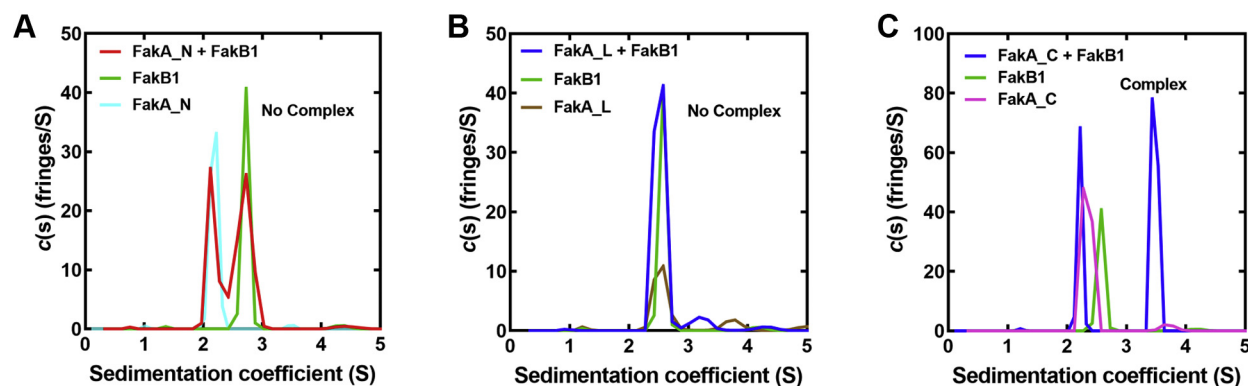 A
50
40
30
20
10
0
c(s) (fringes/S)
FakA_N + FakB1
FakB1
FakA_N
No Complex
0 1 2 3 4 5
Sedimentation coefficient (S)
B
50
40
30
20
10
0
c(s) (fringes/S)
FakA_L + FakB1
FakB1
FakA_L
No Complex
0 1 2 3 4 5
Sedimentation coefficient (S)
C
100
80
60
40
20
0
c(s) (fringes/S)
FakA_C + FakB1
FakB1
FakA_C
Complex
0 1 2 3 4 5
Sedimentation coefficient (S)